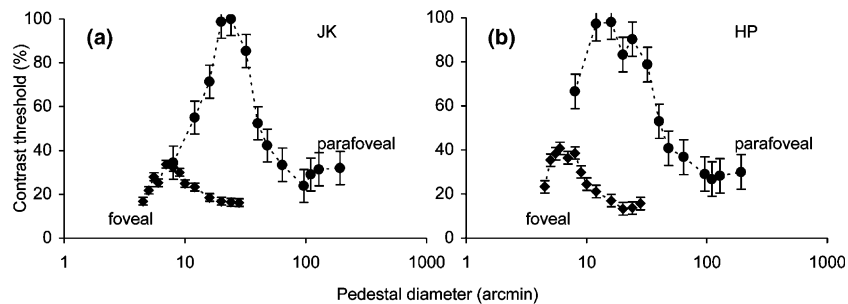 (a)
JK
(b)
HP
Contrast threshold (%)
100
80
60
40
20
0
parafoveal
foveal
1
10
100
1000
100
80
60
40
20
0
parafoveal
foveal
1
10
100
1000
Pedestal diameter (arcmin)